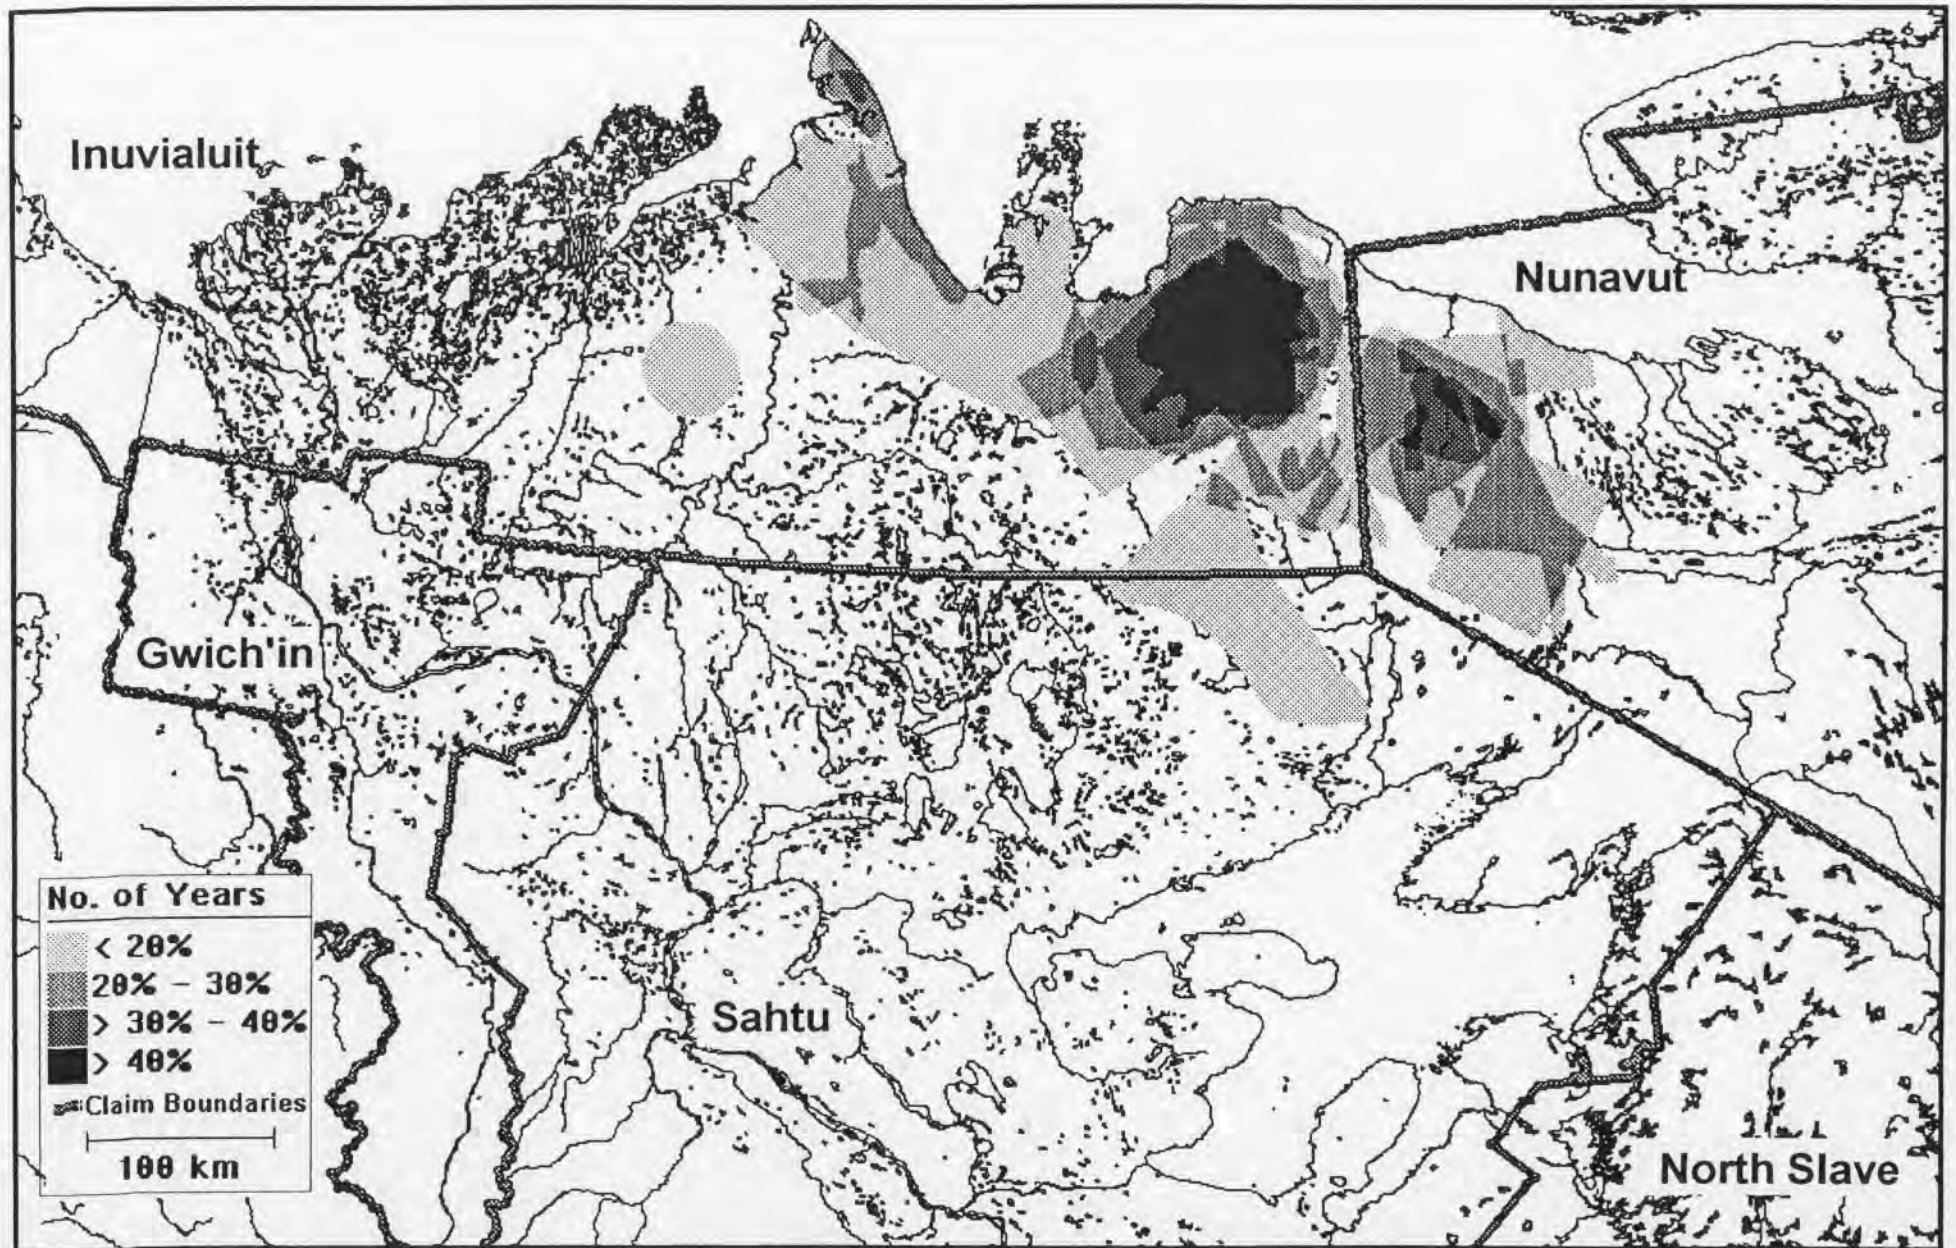 Inuvialuit
Nunavut
Gwich'in
No. of Years
< 20%
20% - 30%
> 30% - 40%
> 40%
Claim Boundaries
100 km
Sahtu
North Slave